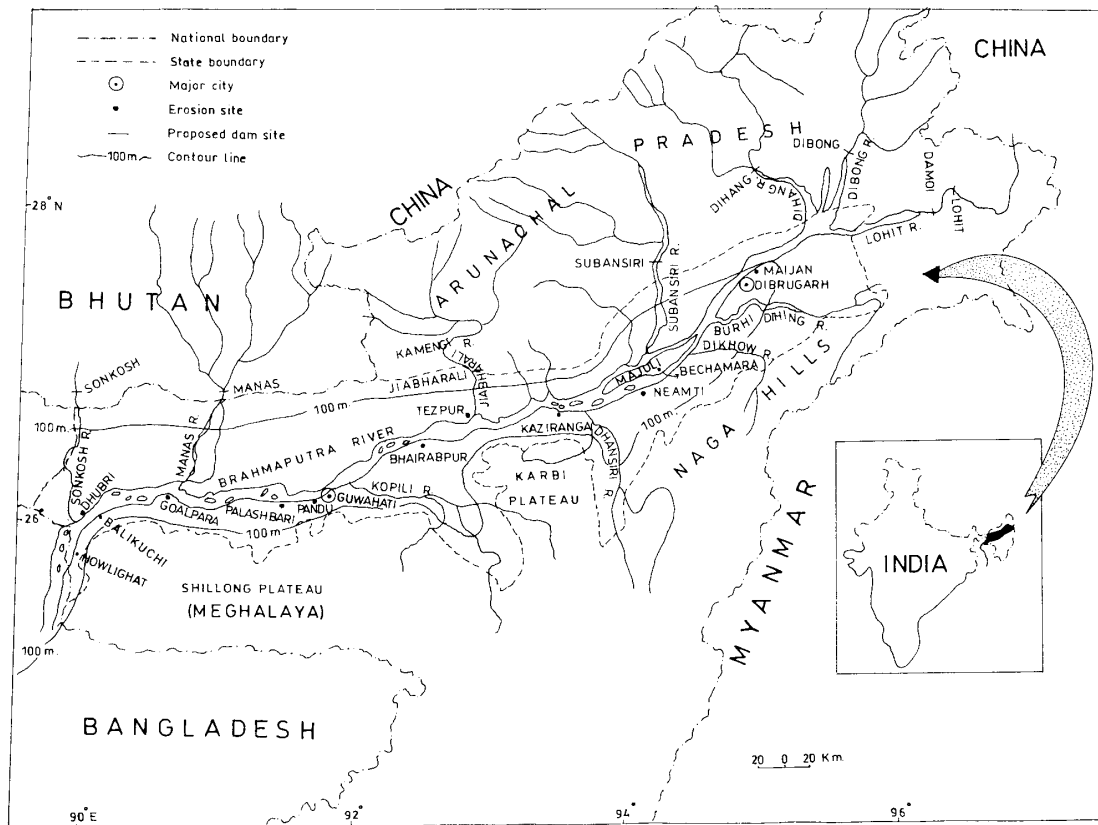 National boundary
State boundary
Major city
Erosion site
Proposed dam site
100m. Contour line
CHINA
CHINA
PRADESH
ARUNACHAL
DIBONG
DIBONG R.
DAMOI
LOHIT
LOHIT R.
DIHANG
DIHANG R.
28°N
SUBANSIRI
SUBANSIRI R.
MAIJAN
DIBRUGARH
BHUTAN
BURHI DIHING R.
DIKHOW R.
KAMENG R.
JIABHARALI
JIABHARALI
SONKOSH
MANAS
MAJULI
BECHAMARA
NEAMTI
100m.
100m.
100m.
TEZPUR
KAZIRANGA
DHANSIRI R.
NAGA HILLS
SONKOSH R.
MANAS R.
BRAHMAPUTRA RIVER
BHAIRABPUR
KARBI
PLATEAU
KOPILI R.
GUWAHATI
PANDU
PALASHBARI
GOALPARA
DHUBRI
26°
BALIKUCHI
HOWLIGHAT
100m.
SHILLONG PLATEAU
(MEGHALAYA)
MYANMAR
INDIA
100m.
BANGLADESH
20 0 20 Km.
90°E
92°
94°
96°